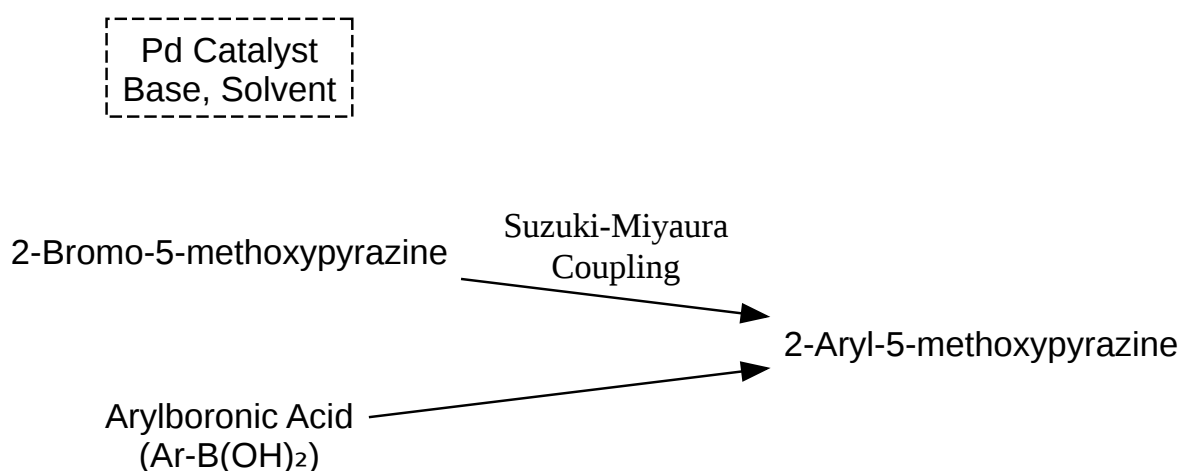 Pd Catalyst
Base, Solvent
Suzuki-Miyaura
Coupling
2-Bromo-5-methoxypyrazine
2-Aryl-5-methoxypyrazine
Arylboronic Acid
(Ar-B(OH)₂)